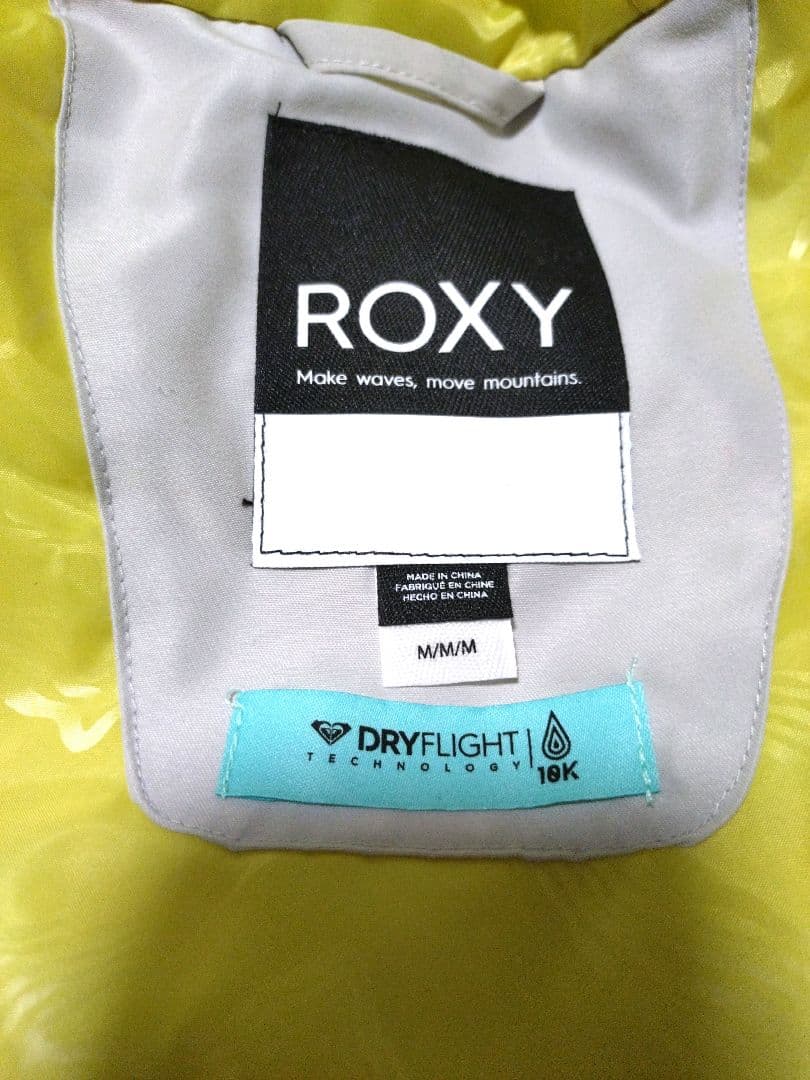 ROXY
Make waves, move mountains.
MADE IN CHINA
FABRIQUÉ EN CHINE
HECHO EN CHINA
M/M/M
DRYFLIGHT
TECHNOLOGY
10K